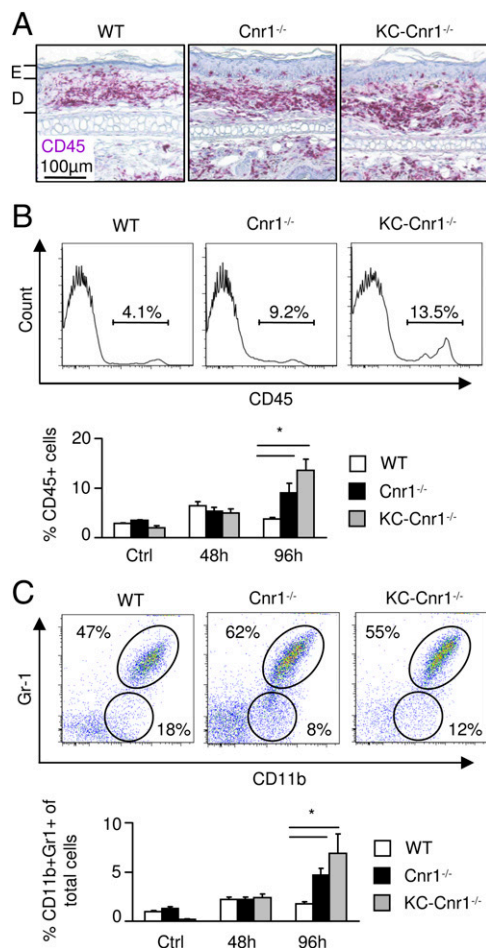 A
WT Cnr1-/- KC-Cnr1-/-
E
D
CD45
100µm
B
WT Cnr1-/- KC-Cnr1-/-
Count
4.1% 9.2% 13.5%
CD45
% CD45+ cells
20
10
0
Ctrl 48h 96h
*
WT
Cnr1-/-
KC-Cnr1-/-
C
WT Cnr1-/- KC-Cnr1-/-
Gr-1
47% 62% 55%
18% 8% 12%
CD11b
% CD11b+Gr1+ of
total cells
10
5
0
Ctrl 48h 96h
*
WT
Cnr1-/-
KC-Cnr1-/-